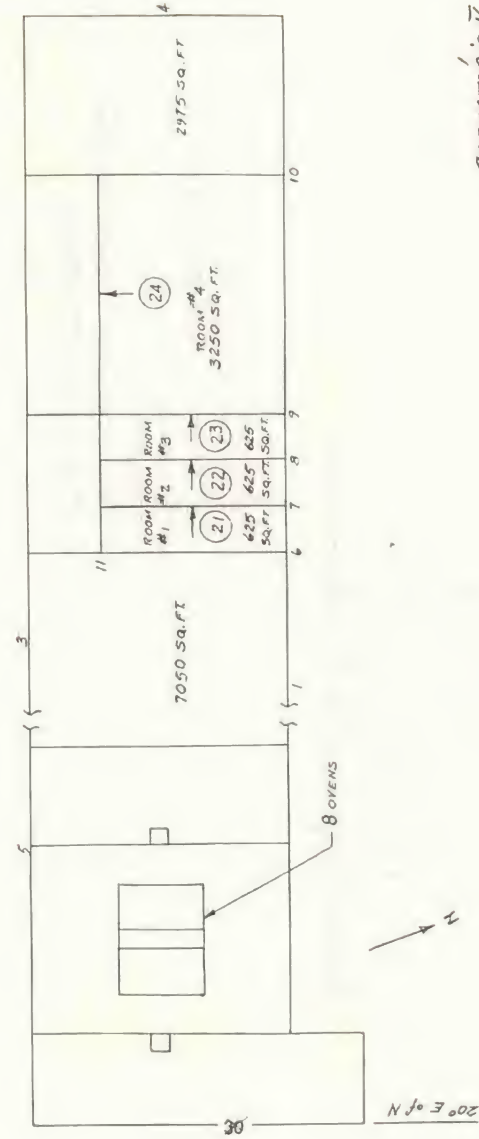 4
2975 SQ.FT
10
24
ROOM #4
3250 SQ. FT.
9
ROOM
#3
23
625
SQ.FT.
8
ROOM
#2
22
625
SQ.FT
7
ROOM
#1
21
625
SQ.FT
6
11
3
7050 SQ.FT
1
5
8 OVENS
N
30
20° E of N